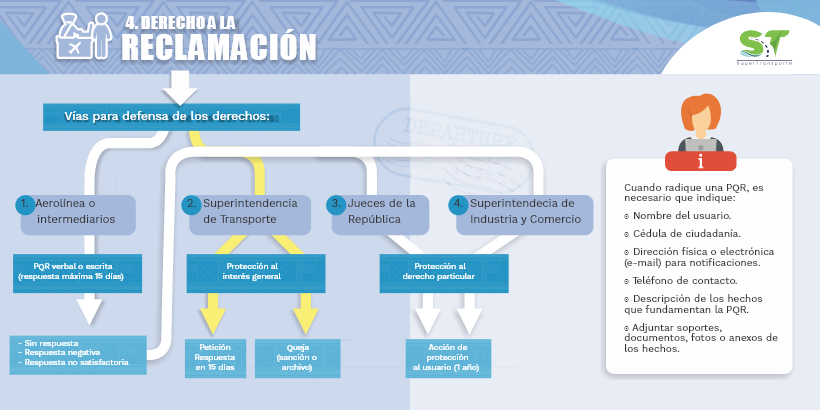 4. DERECHO A LA
RECLAMACIÓN
ST
SuperTransporte
Vías para defensa de los derechos:
DEPARTURE
1. Aerolínea o
intermediarios
2. Superintendencia
de Transporte
3. Jueces de la
República
4. Superintendecia de
Industria y Comercio
PQR verbal o escrita
(respuesta máxima 15 días)
Protección al
interés general
Protección al
derecho particular
- Sin respuesta
- Respuesta negativa
- Respuesta no satisfactoria
Petición
Respuesta
en 15 días
Queja
(sanción o
archivo)
Acción de
protección
al usuario (1 año)
i
Cuando radique una PQR, es
necesario que indique:
○ Nombre del usuario.
○ Cédula de ciudadanía.
○ Dirección física o electrónica
(e-mail) para notificaciones.
○ Teléfono de contacto.
○ Descripción de los hechos
que fundamentan la PQR.
○ Adjuntar soportes,
documentos, fotos o anexos de
los hechos.